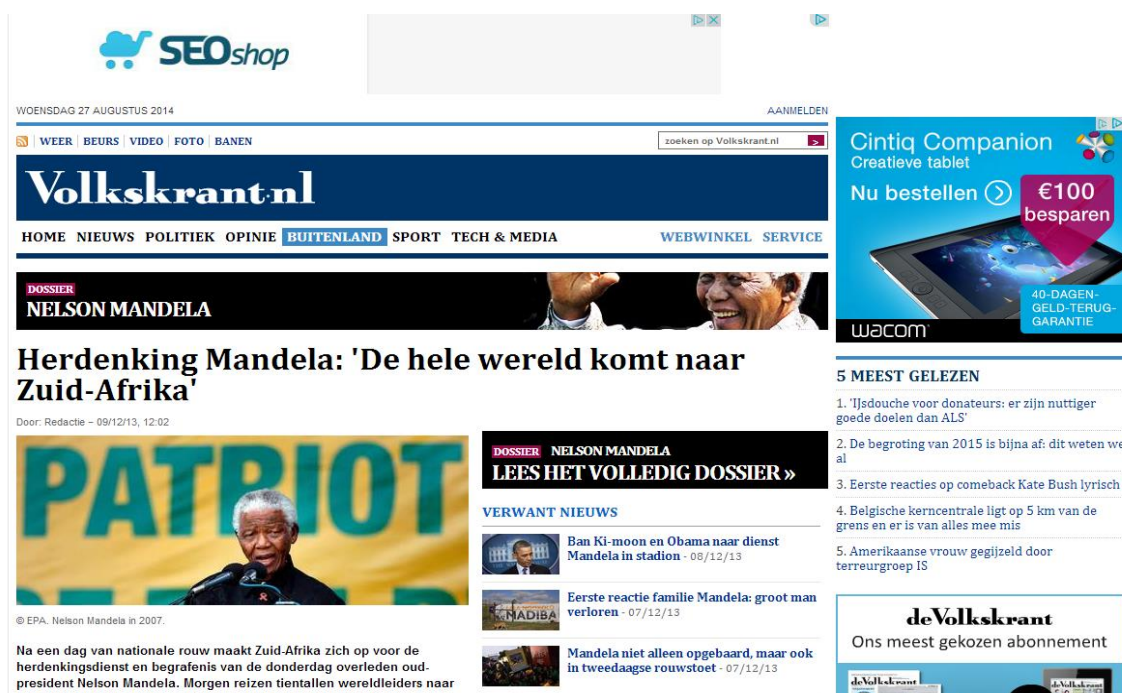 SEOshop
WOENSDAG 27 AUGUSTUS 2014
AANMELDEN
WEER BEURS VIDEO FOTO BANEN
zoeken op Volkskrant.nl >
Volkskrant.nl
HOME NIEUWS POLITIEK OPINIE BUITENLAND SPORT TECH & MEDIA
WEBWINKEL SERVICE
DOSSIER
NELSON MANDELA
Herdenking Mandela: 'De hele wereld komt naar
Zuid-Afrika'
Door: Redactie – 09/12/13, 12:02
PATRIOT
© EPA. Nelson Mandela in 2007.
Na een dag van nationale rouw maakt Zuid-Afrika zich op voor de
herdenkingsdienst en begrafenis van de donderdag overleden oud-
president Nelson Mandela. Morgen reizen tientallen wereldleiders naar
DOSSIER NELSON MANDELA
LEES HET VOLLEDIG DOSSIER »
VERWANT NIEUWS
Ban Ki-moon en Obama naar dienst
Mandela in stadion - 08/12/13
MADIBA
Eerste reactie familie Mandela: groot man
verloren - 07/12/13
Mandela niet alleen opgebaard, maar ook
in tweedaagse rouwstoet - 07/12/13
Cintiq Companion
Creatieve tablet
Nu bestellen
€100
besparen
40-DAGEN-
GELD-TERUG-
GARANTIE
wacom
5 MEEST GELEZEN
1. 'IJsdouche voor donateurs: er zijn nuttiger
goede doelen dan ALS'
2. De begroting van 2015 is bijna af: dit weten we
al
3. Eerste reacties op comeback Kate Bush lyrisch
4. Belgische kerncentrale ligt op 5 km van de
grens en er is van alles mee mis
5. Amerikaanse vrouw gegijzeld door
terreurgroep IS
de Volkskrant
Ons meest gekozen abonnement
de Volkskrant